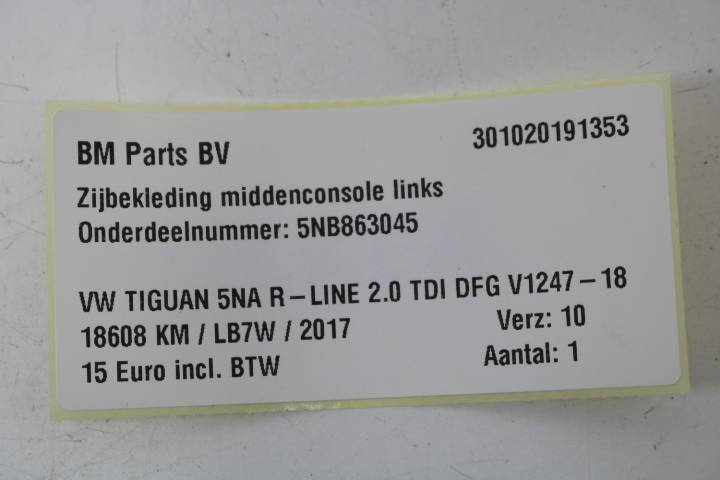 BM Parts BV 301020191353
Zijbekleding middenconsole links
Onderdeelnummer: 5NB863045
VW TIGUAN 5NA R-LINE 2.0 TDI DFG V1247-18
18608 KM / LB7W / 2017 Verz: 10
15 Euro incl. BTW Aantal: 1